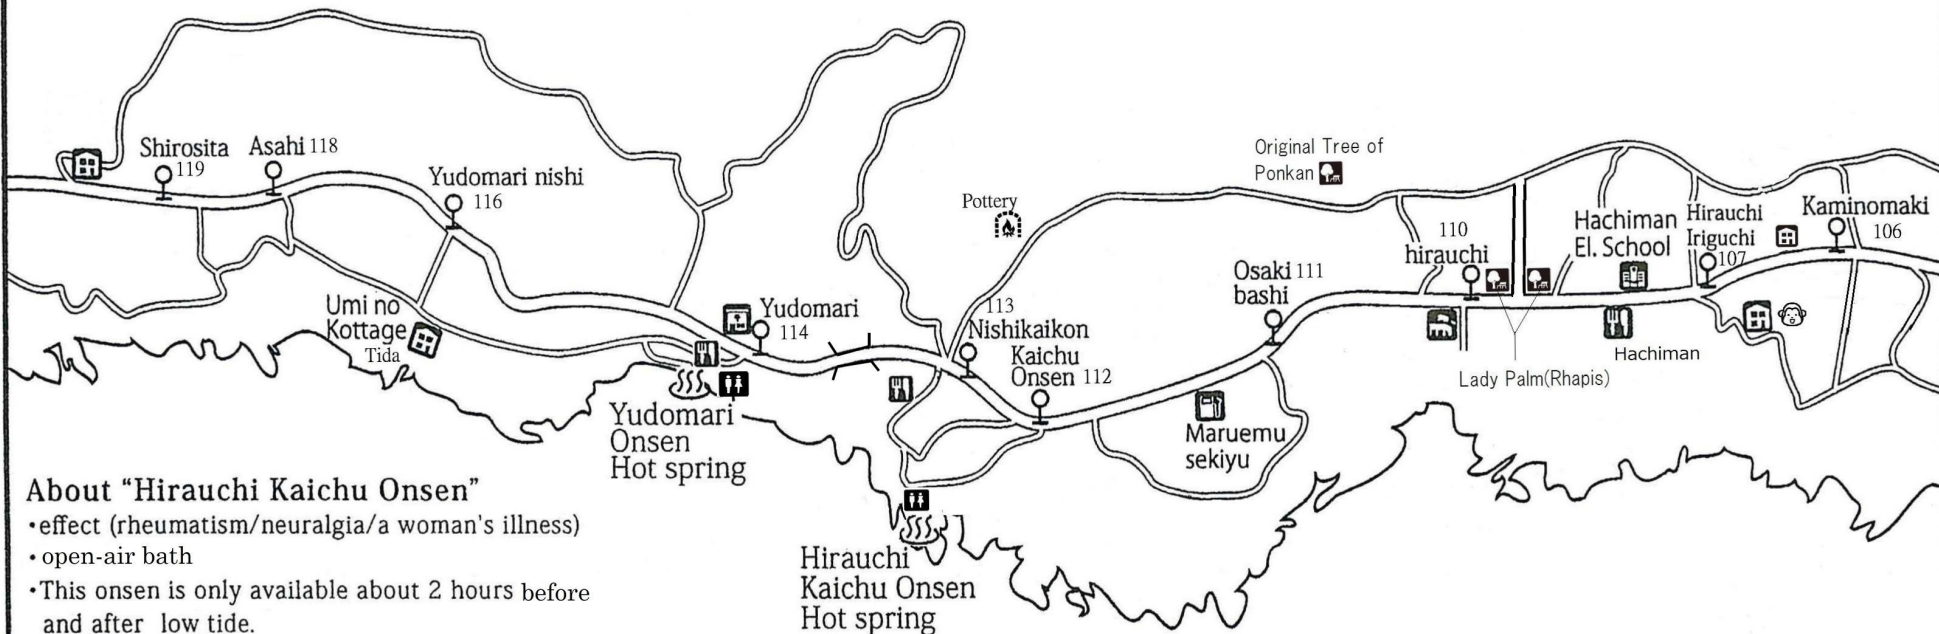 Shirosita
119
Asahi 118
Yudomari nishi
116
Original Tree of
Ponkan
Pottery
110
hirauchi
Hachiman
El. School
Hirauchi
Iriguchi
107
Kaminomaki
106
Osaki 111
bashi
Umi no
Kottage
Tida
Yudomari
114
113
Nishikaikon
Kaichu
Onsen 112
Hachiman
Lady Palm(Rhapis)
Maruemu
sekiyu
Yudomari
Onsen
Hot spring
Hirauchi
Kaichu Onsen
Hot spring
About “Hirauchi Kaichu Onsen”
・effect (rheumatism/neuralgia/a woman's illness)
・open-air bath
・This onsen is only available about 2 hours before
and after low tide.